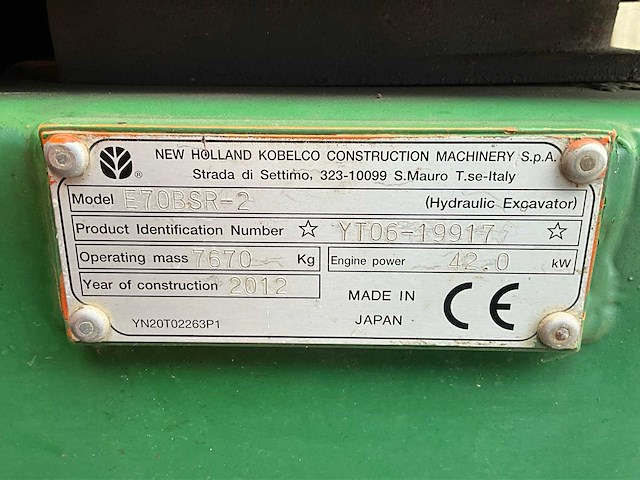 NEW HOLLAND KOBELCO CONSTRUCTION MACHINERY S.p.A.
Strada di Settimo, 323-10099 S.Mauro T.se-Italy
Model E70BSR-2 (Hydraulic Excavator)
Product Identification Number ☆ YT06-19917 ☆
Operating mass 7670 Kg Engine power 42.0 kW
Year of construction 2012
MADE IN
JAPAN
CE
YN20T02263P1
®